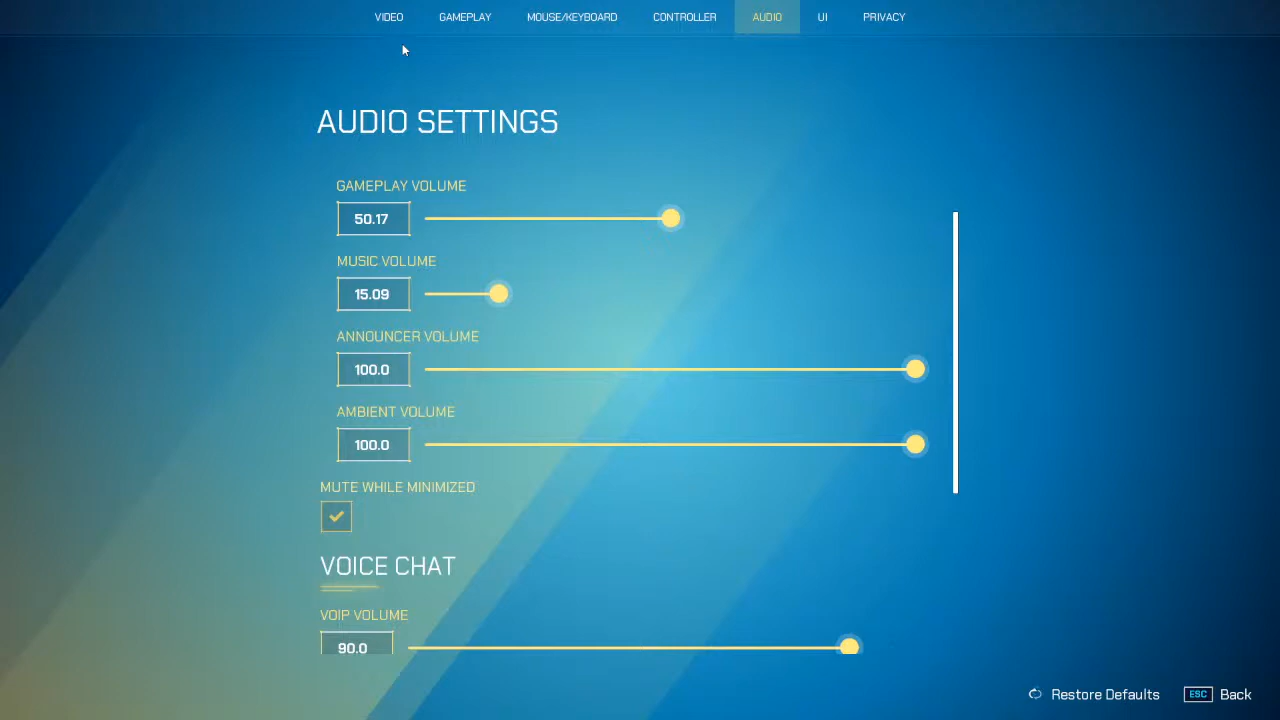 VIDEO GAMEPLAY MOUSE/KEYBOARD CONTROLLER AUDIO UI PRIVACY
AUDIO SETTINGS
GAMEPLAY VOLUME
50.17
MUSIC VOLUME
15.09
ANNOUNCER VOLUME
100.0
AMBIENT VOLUME
100.0
MUTE WHILE MINIMIZED
VOICE CHAT
VOIP VOLUME
90.0
Restore Defaults ESC Back